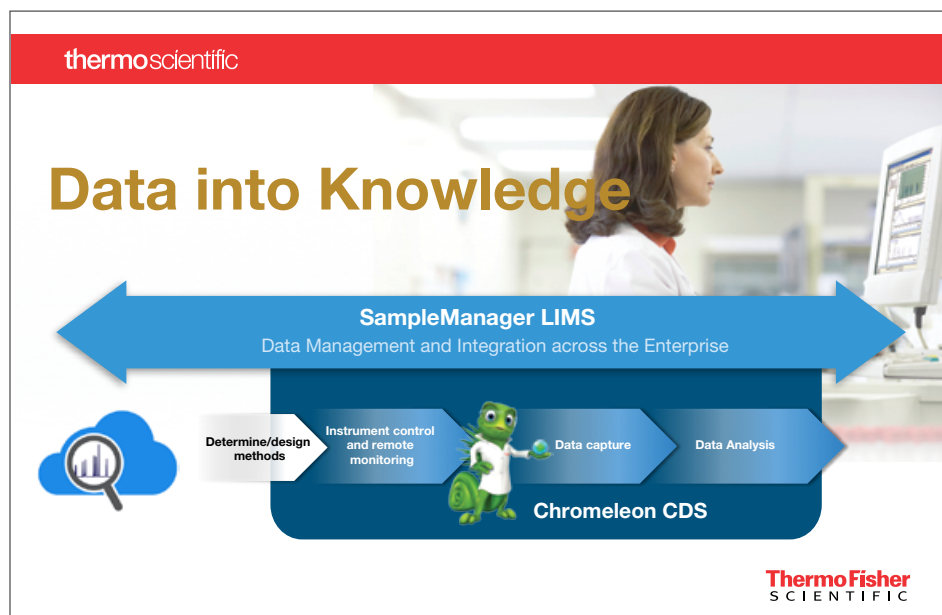 thermoscientific
Data into Knowledge
SampleManager LIMS
Data Management and Integration across the Enterprise
Determine/design
methods
Instrument control
and remote
monitoring
Data capture
Data Analysis
Chromeleon CDS
ThermoFisher
SCIENTIFIC